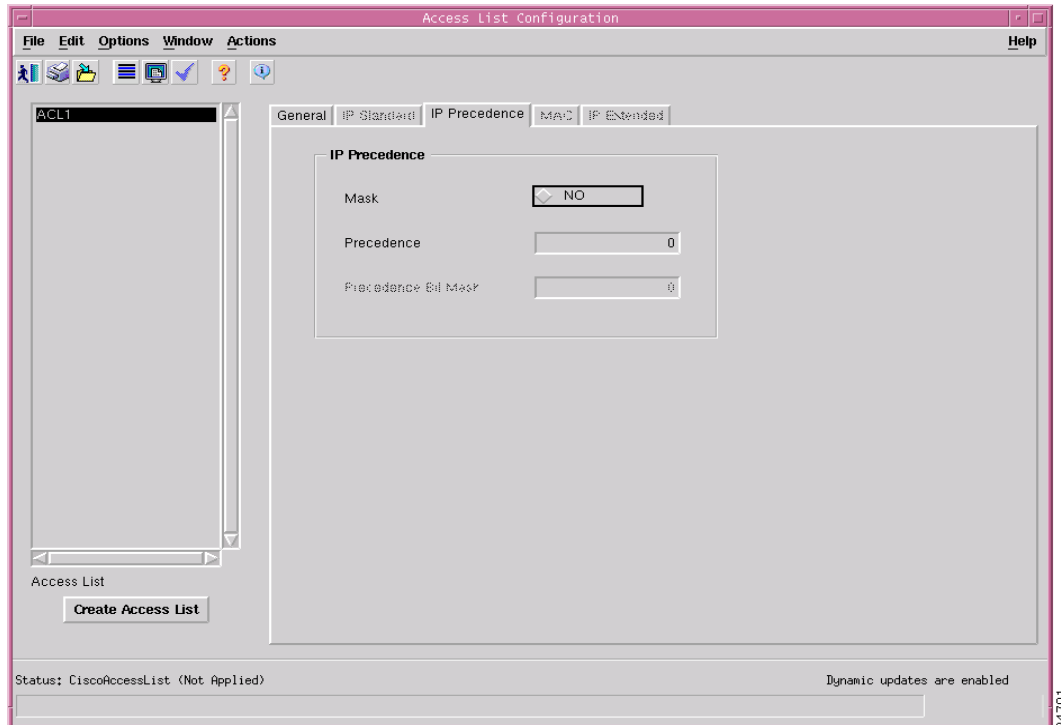 Access List Configuration
File Edit Options Window Actions Help
ACL1
General IP Standard IP Precedence MAC IP Extended
IP Precedence
Mask NO
Precedence 0
Precedence Bit Mask 0
Access List
Create Access List
Status: CiscoAccessList (Not Applied) Dynamic updates are enabled